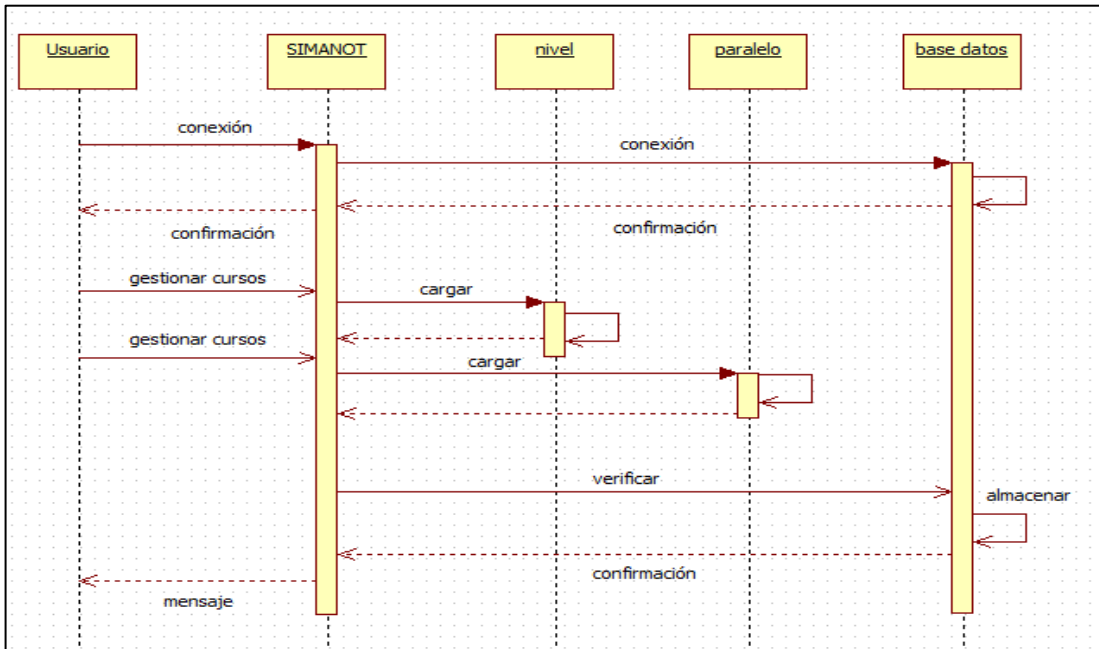 Usuario
SIMANOT
nivel
paralelo
base datos
conexión
conexión
confirmación
confirmación
gestionar cursos
cargar
gestionar cursos
cargar
verificar
almacenar
confirmación
mensaje